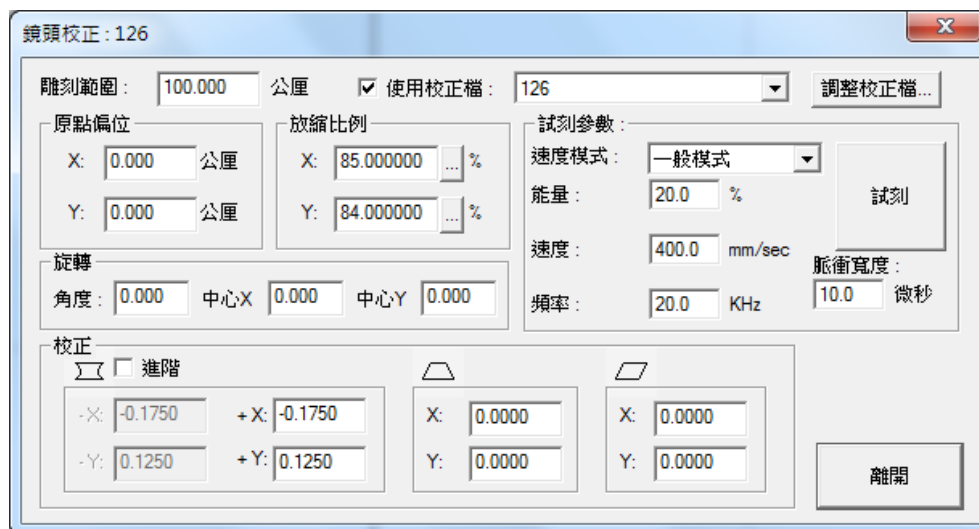 鏡頭校正 : 126
雕刻範圍 : 100.000 公厘 使用校正檔 : 126 調整校正檔...
原點偏位
X: 0.000 公厘
Y: 0.000 公厘
放縮比例
X: 85.000000 ... %
Y: 84.000000 ... %
試刻參數 :
速度模式 : 一般模式
能量 : 20.0 %
速度 : 400.0 mm/sec
頻率 : 20.0 KHz
試刻
脈衝寬度 :
10.0 微秒
旋轉
角度 : 0.000 中心X 0.000 中心Y 0.000
校正
進階
-X: -0.1750 +X: -0.1750
-Y: 0.1250 +Y: 0.1250
X: 0.0000
Y: 0.0000
X: 0.0000
Y: 0.0000
離開